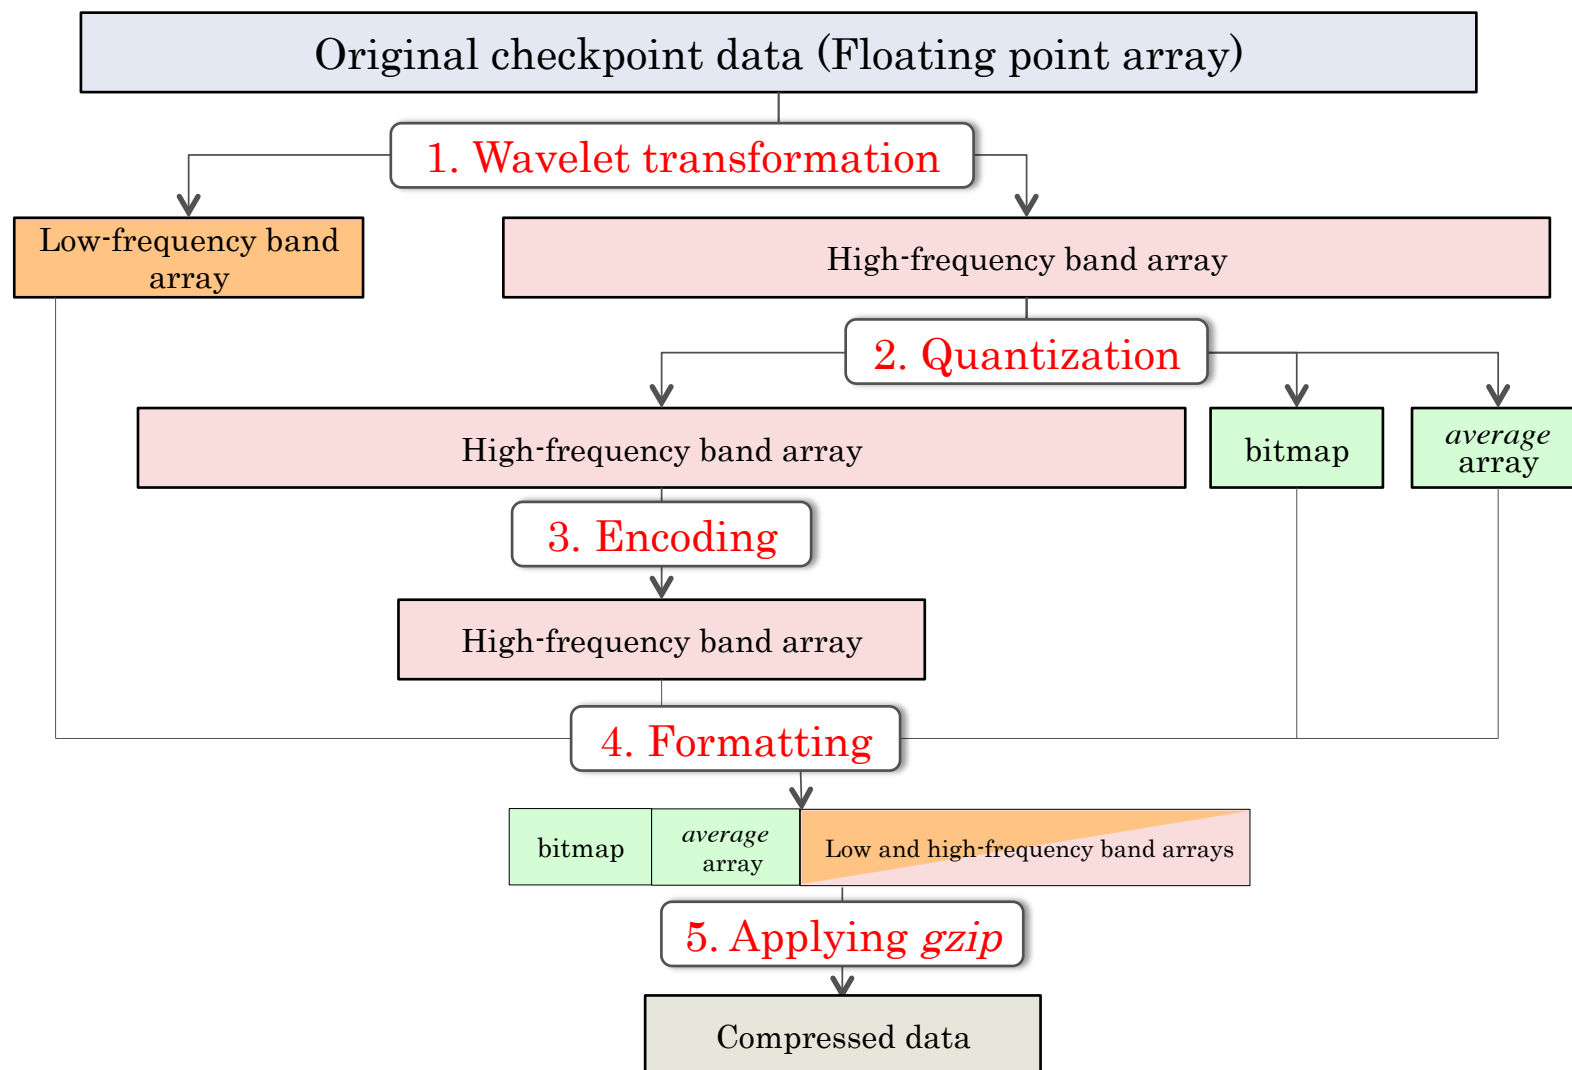 Original checkpoint data (Floating point array)
1. Wavelet transformation
Low-frequency band
array
High-frequency band array
2. Quantization
High-frequency band array
bitmap
average
array
3. Encoding
High-frequency band array
4. Formatting
bitmap
average
array
Low and high-frequency band arrays
5. Applying gzip
Compressed data